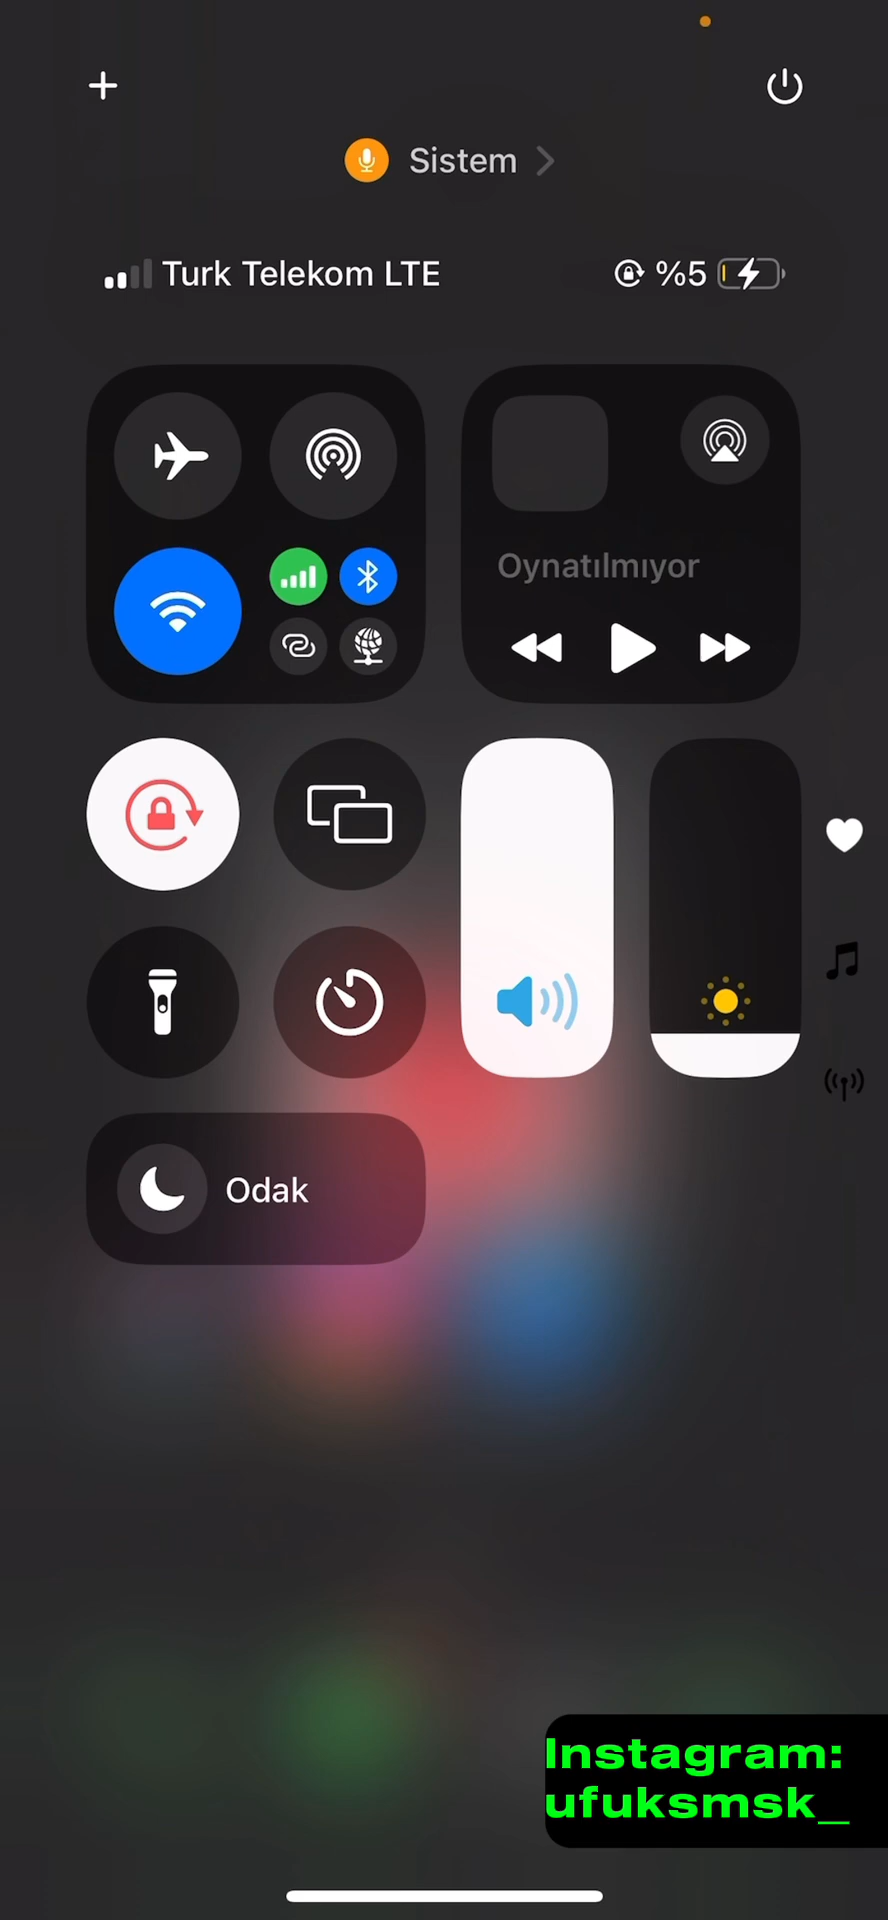 Sistem
Turk Telekom LTE %5
Oynatılmıyor
Odak
Instagram:
ufuksmsk_